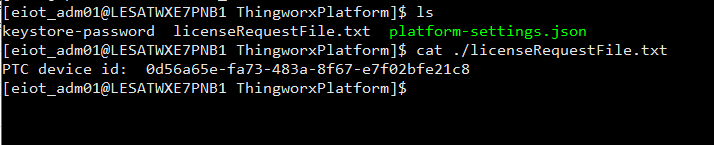 [eiot_adm01@LESATWXE7PNB1 ThingworxPlatform]$ ls
keystore-password  licenseRequestFile.txt  platform-settings.json
[eiot_adm01@LESATWXE7PNB1 ThingworxPlatform]$ cat ./licenseRequestFile.txt
PTC device id:  0d56a65e-fa73-483a-8f67-e7f02bfe21c8
[eiot_adm01@LESATWXE7PNB1 ThingworxPlatform]$